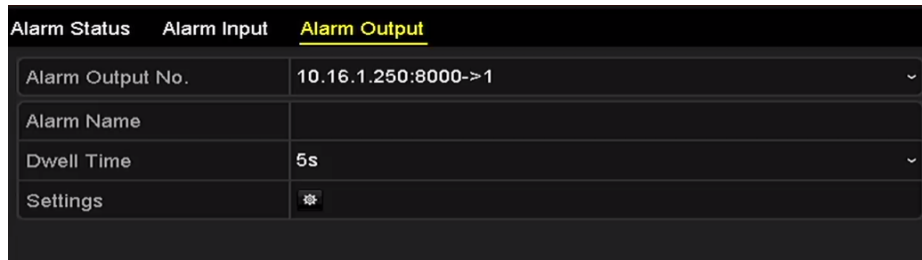 Alarm Status Alarm Input Alarm Output
Alarm Output No. 10.16.1.250:8000->1
Alarm Name
Dwell Time 5s
Settings